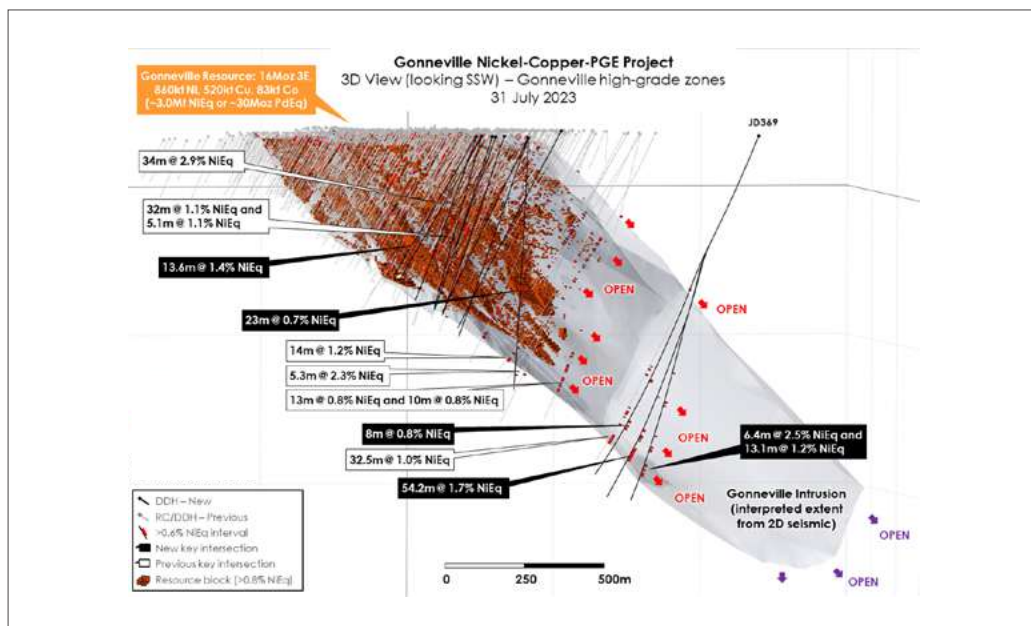 Gonneville Nickel-Copper-PGE Project
3D View (looking SSW) – Gonneville high-grade zones
31 July 2023
Gonneville Resource: 16Moz 3E,
860kt Ni, 520kt Cu, 83kt Co
(~3.0Mt NiEq or ~30Moz PdEq)
JD369
34m @ 2.9% NiEq
32m @ 1.1% NiEq and
5.1m @ 1.1% NiEq
13.6m @ 1.4% NiEq
OPEN
OPEN
23m @ 0.7% NiEq
14m @ 1.2% NiEq
5.3m @ 2.3% NiEq
OPEN
13m @ 0.8% NiEq and 10m @ 0.8% NiEq
OPEN
8m @ 0.8% NiEq
6.4m @ 2.5% NiEq and
13.1m @ 1.2% NiEq
32.5m @ 1.0% NiEq
54.2m @ 1.7% NiEq
OPEN
Gonneville Intrusion
(interpreted extent
from 2D seismic)
OPEN
OPEN
DDH – New
RC/DDH – Previous
>0.6% NiEq interval
New key intersection
Previous key intersection
Resource block (>0.8% NiEq)
0 250 500m